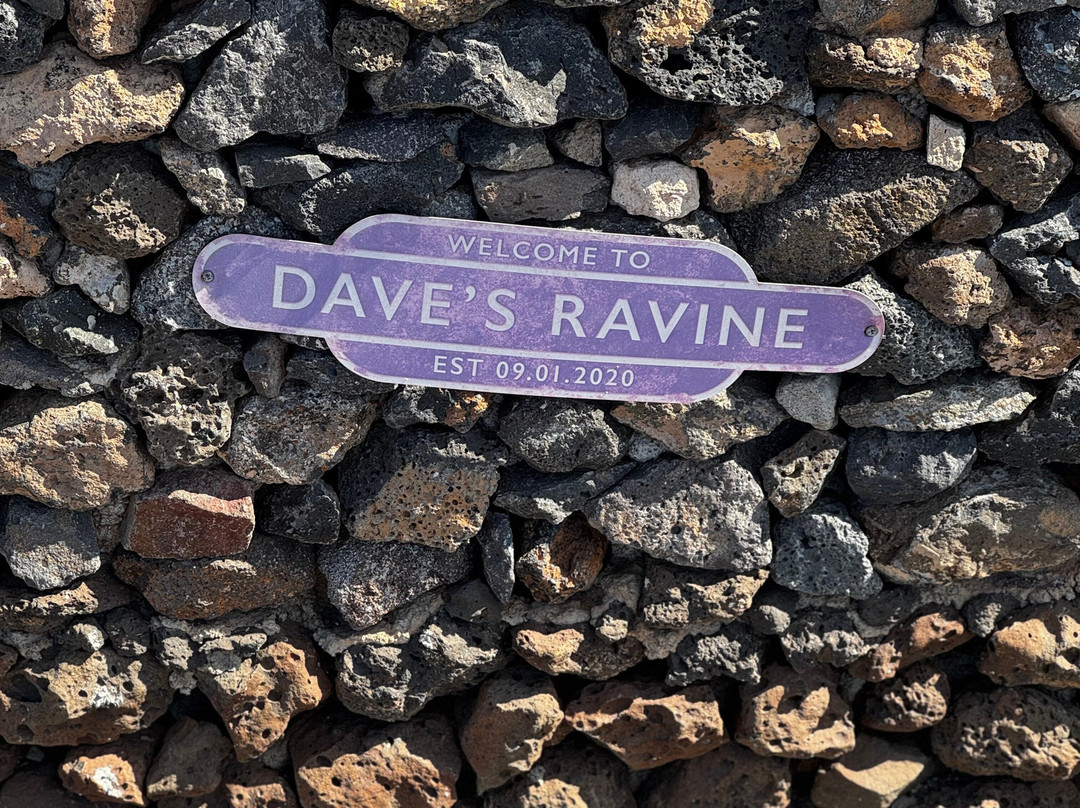 WELCOME TO
DAVE'S RAVINE
EST 09.01.2020